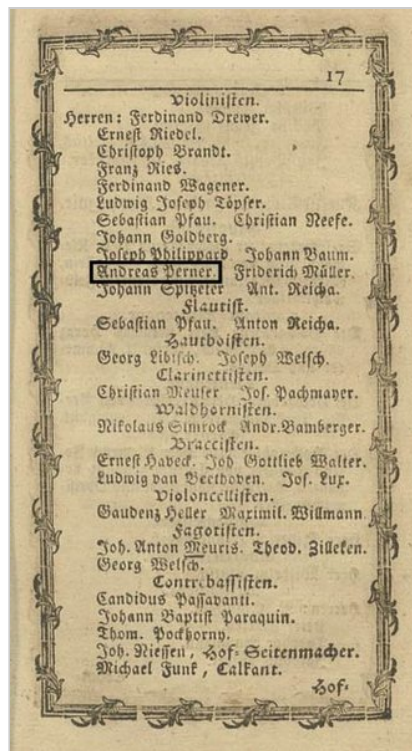 17
Violinisten.
Herren: Ferdinand Drewer.
Ernest Riedel.
Christoph Brandt.
Franz Ries.
Ferdinand Wagener.
Ludwig Joseph Töpfer.
Sebastian Pfau. Christian Neefe.
Johann Goldberg.
Joseph Philippard Johann Baum.
Andreas Perner. Friderich Müller.
Johann Spitzeter Ant. Reicha.
Flautist.
Sebastian Pfau. Anton Reicha.
Hautboisten.
Georg Libisch. Joseph Welsch.
Clarinettisten.
Christian Meuser Jos. Pachmayer.
Waldhornisten.
Nikolaus Simrock Andr. Bamberger.
Braccisten.
Ernest Haveck. Joh Gottlieb Walter.
Ludwig van Beethoven. Jos. Lux.
Violoncellisten.
Gaudenz Heller Maximil. Willmann
Fagotisten.
Joh. Anton Meuris. Theod. Zilleken.
Georg Welsch.
Contrebassisten.
Candidus Passavanti.
Johann Baptist Paraquin.
Thom. Pockhorny.
Joh. Niessen, Hof-Seitenmacher.
Michael Funk, Calkant.
Hof-